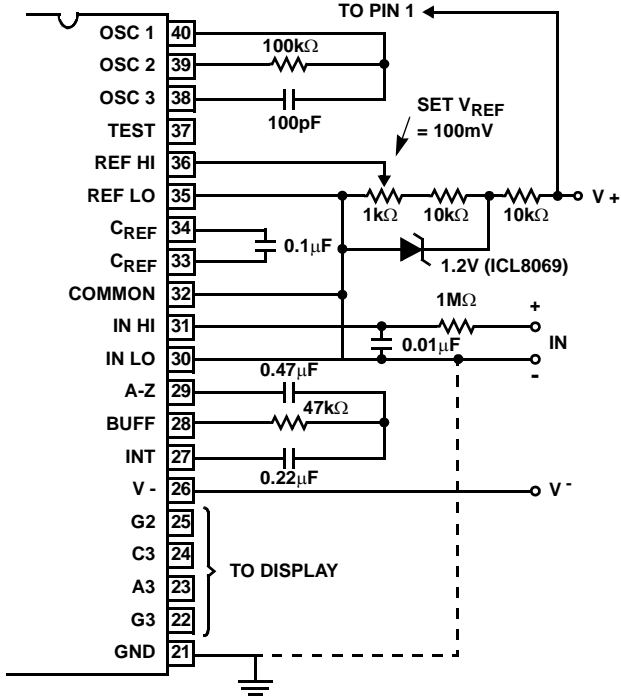 TO PIN 1
OSC 1 40
100kΩ
OSC 2 39
OSC 3 38
100pF
SET VREF
= 100mV
TEST 37
REF HI 36
REF LO 35
1kΩ 10kΩ 10kΩ
V +
CREF 34
0.1μF
CREF 33
1.2V (ICL8069)
COMMON 32
1MΩ
+
IN HI 31
0.01μF
IN
IN LO 30
-
0.47μF
A-Z 29
47kΩ
BUFF 28
INT 27
0.22μF
V - 26
V -
G2 25
C3 24
TO DISPLAY
A3 23
G3 22
GND 21